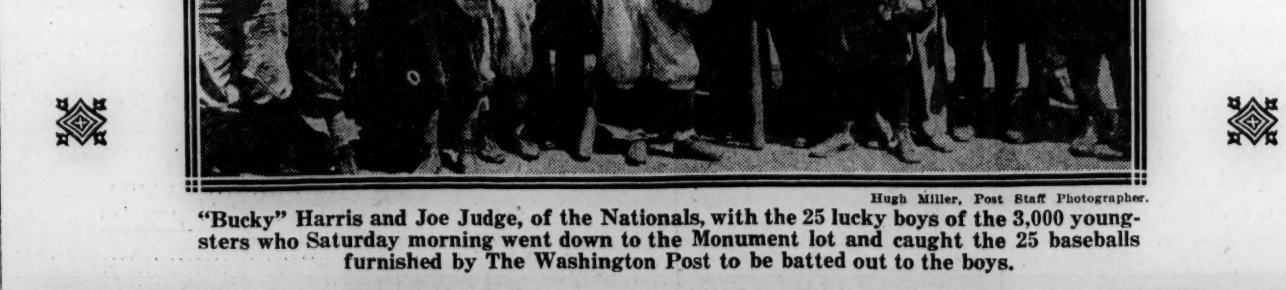 Hugh Miller, Post Staff Photographer.
"Bucky" Harris and Joe Judge, of the Nationals, with the 25 lucky boys of the 3,000 young-
sters who Saturday morning went down to the Monument lot and caught the 25 baseballs
furnished by The Washington Post to be batted out to the boys.